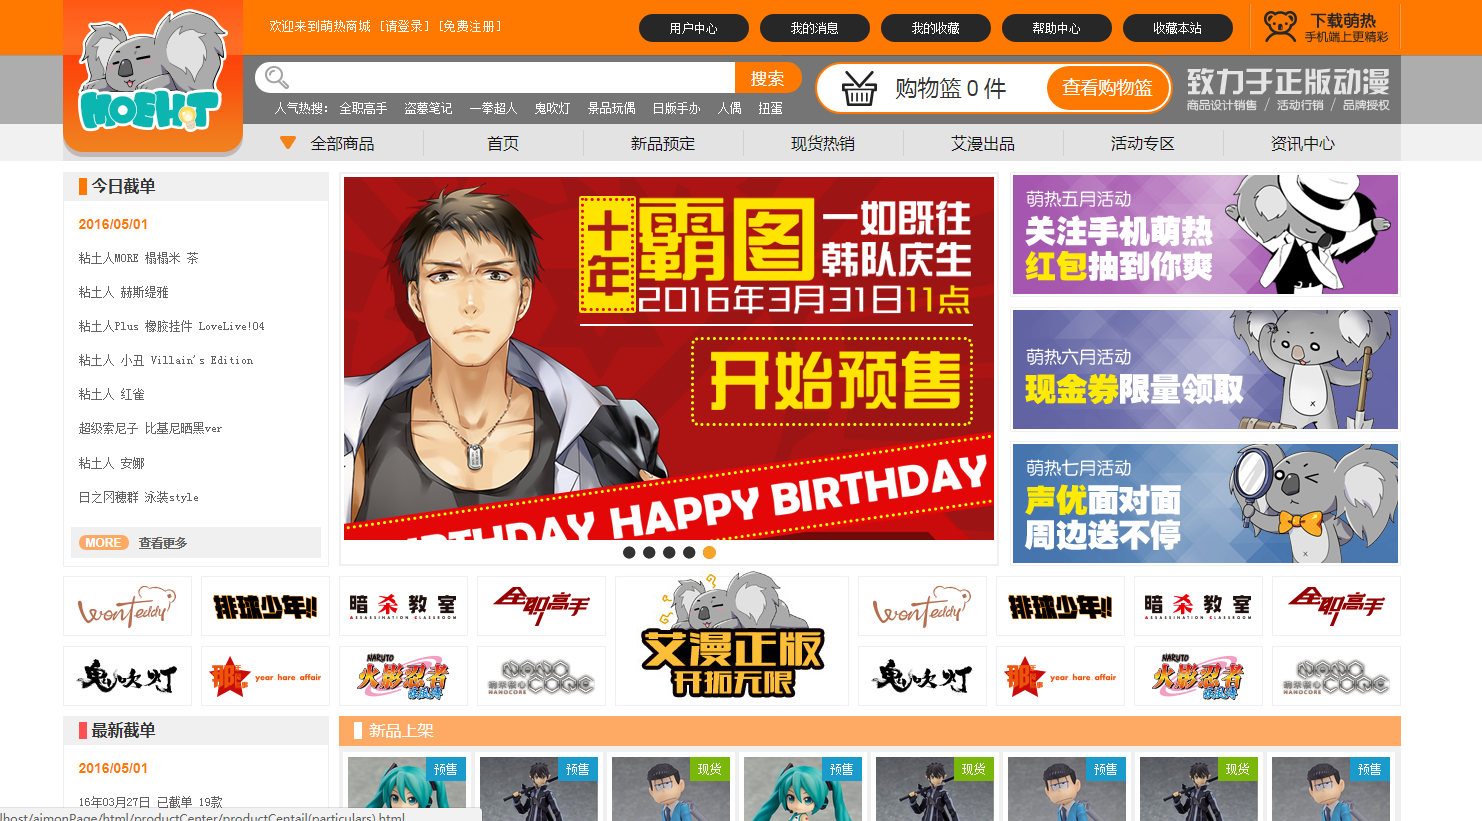 欢迎来到萌热商城 [请登录] [免费注册]
用户中心
我的消息
我的收藏
帮助中心
收藏本站
下载萌热
手机端上更精彩
MOEHOT
搜索
购物篮 0 件
查看购物篮
致力于正版动漫
商品设计销售 / 活动行销 / 品牌授权
人气热搜: 全职高手 盗墓笔记 一拳超人 鬼吹灯 景品玩偶 日版手办 人偶 扭蛋
全部商品
首页
新品预定
现货热销
艾漫出品
活动专区
资讯中心
今日截单
2016/05/01
粘土人MORE 榻榻米 茶
粘土人 赫斯缇雅
粘土人Plus 橡胶挂件 LoveLive!04
粘土人 小丑 Villain's Edition
粘土人 红雀
超级索尼子 比基尼晒黑ver
粘土人 安娜
日之冈穗群 泳装style
MORE 查看更多
十年
霸图
一如既往
韩队庆生
2016年3月31日11点
开始预售
BIRTHDAY HAPPY BIRTHDAY
萌热五月活动
关注手机萌热
红包抽到你爽
萌热六月活动
现金券限量领取
萌热七月活动
声优面对面
周边送不停
Wonteddy
排球少年!!
暗杀教室
ASSASSINATION CLASSROOM
全职高手
艾漫正版
开拓无限
Wonteddy
排球少年!!
暗杀教室
ASSASSINATION CLASSROOM
全职高手
鬼吹灯
year hare affair
NARUTO
火影忍者
NANOCORE
鬼吹灯
year hare affair
NARUTO
火影忍者
NANOCORE
最新截单
2016/05/01
16年03月27日 已截单 19款
新品上架
预售
预售
现货
预售
现货
预售
现货
预售
lhost/aimonPage/html/productCenter/productCentail(particulars).html